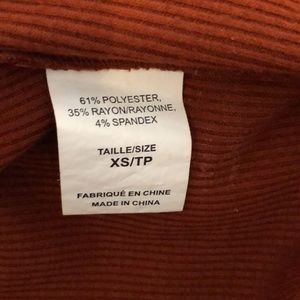 61% POLYESTER,
35% RAYON/RAYONNE,
4% SPANDEX
TAILLE/SIZE
XS/TP
FABRIQUÉ EN CHINE
MADE IN CHINA